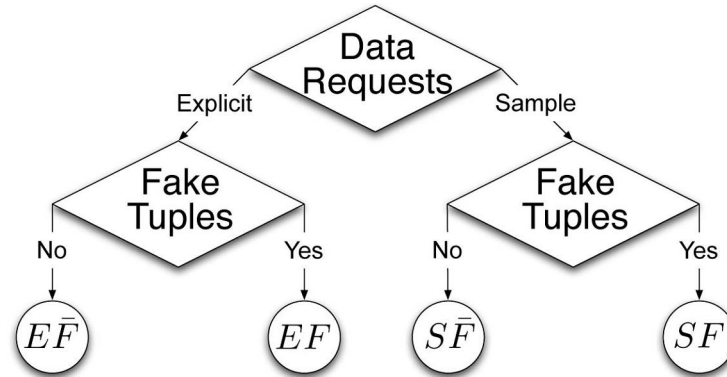 Data
Requests
Explicit
Sample
Fake
Tuples
Fake
Tuples
No
Yes
No
Yes
EF̄
EF
SF̄
SF